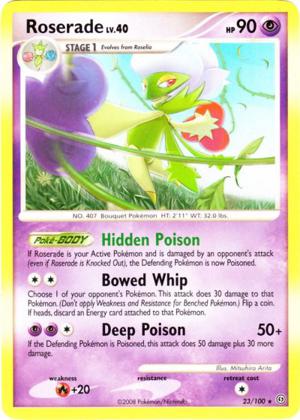 Roserade LV.40 HP 90
STAGE 1 Evolves from Roselia
NO. 407 Bouquet Pokémon HT: 2'11" WT: 32.0 lbs.
Poké-BODY Hidden Poison
If Roserade is your Active Pokémon and is damaged by an opponent's attack
(even if Roserade is Knocked Out), the Defending Pokémon is now Poisoned.
Bowed Whip
Choose 1 of your opponent's Pokémon. This attack does 30 damage to that
Pokémon. (Don't apply Weakness and Resistance for Benched Pokémon.) Flip a coin.
If heads, discard an Energy card attached to that Pokémon.
Deep Poison 50+
If the Defending Pokémon is Poisoned, this attack does 50 damage plus 30 more
damage.
Illus. Mitsuhiro Arita
weakness resistance retreat cost
+20
©2008 Pokémon/Nintendo 23/100 ★